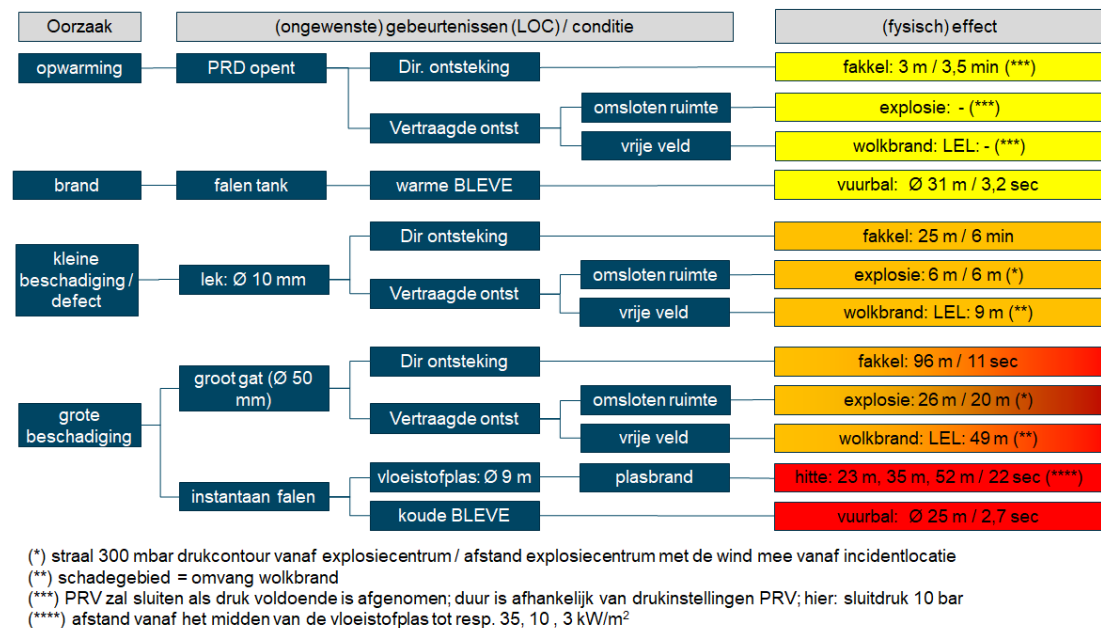 Oorzaak
(ongewenste) gebeurtenissen (LOC) / conditie
(fysisch) effect
opwarming
PRD opent
Dir. ontsteking
fakkel: 3 m / 3,5 min (***)
Vertraagde ontst
omsloten ruimte
explosie: - (***)
vrije veld
wolkbrand: LEL: - (***)
brand
falen tank
warme BLEVE
vuurbal: Ø 31 m / 3,2 sec
kleine
beschadiging /
defect
lek: Ø 10 mm
Dir ontsteking
fakkel: 25 m / 6 min
Vertraagde ontst
omsloten ruimte
explosie: 6 m / 6 m (*)
vrije veld
wolkbrand: LEL: 9 m (**)
grote
beschadiging
groot gat (Ø 50
mm)
Dir ontsteking
fakkel: 96 m / 11 sec
Vertraagde ontst
omsloten ruimte
explosie: 26 m / 20 m (*)
vrije veld
wolkbrand: LEL: 49 m (**)
instantaan falen
vloeistofplas: Ø 9 m
plasbrand
hitte: 23 m, 35 m, 52 m / 22 sec (****)
koude BLEVE
vuurbal: Ø 25 m / 2,7 sec
(*) straal 300 mbar drukcontour vanaf explosiecentrum / afstand explosiecentrum met de wind mee vanaf incidentlocatie
(**) schadegebied = omvang wolkbrand
(***) PRV zal sluiten als druk voldoende is afgenomen; duur is afhankelijk van drukinstellingen PRV; hier: sluitdruk 10 bar
(****) afstand vanaf het midden van de vloeistofplas tot resp. 35, 10 , 3 kW/m²